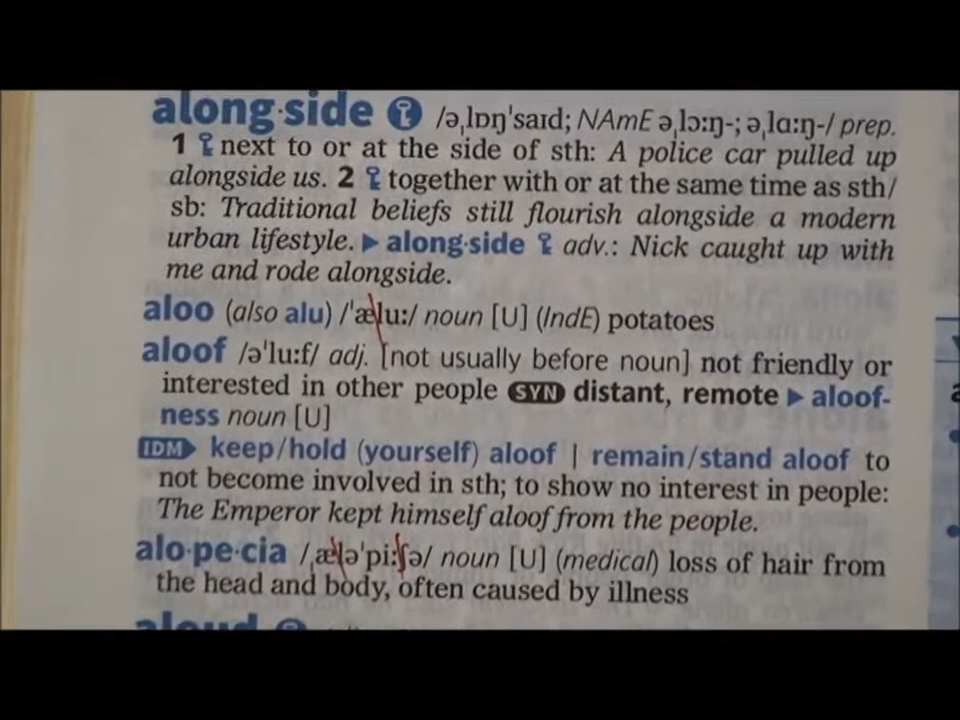 along·side /əˌlɒŋˈsaɪd; NAmE əˌlɔːŋ-; əˌlɑːŋ-/ prep.
1 next to or at the side of sth: A police car pulled up
alongside us. 2 together with or at the same time as sth/
sb: Traditional beliefs still flourish alongside a modern
urban lifestyle. ▶ along·side adv.: Nick caught up with
me and rode alongside.
aloo (also alu) /ˈæluː/ noun [U] (IndE) potatoes
aloof /əˈluːf/ adj. [not usually before noun] not friendly or
interested in other people SYN distant, remote ▶ aloof-
ness noun [U]
IDM keep/hold (yourself) aloof | remain/stand aloof to
not become involved in sth; to show no interest in people:
The Emperor kept himself aloof from the people.
alo·pe·cia /ˌæləˈpiːʃə/ noun [U] (medical) loss of hair from
the head and body, often caused by illness
aloud